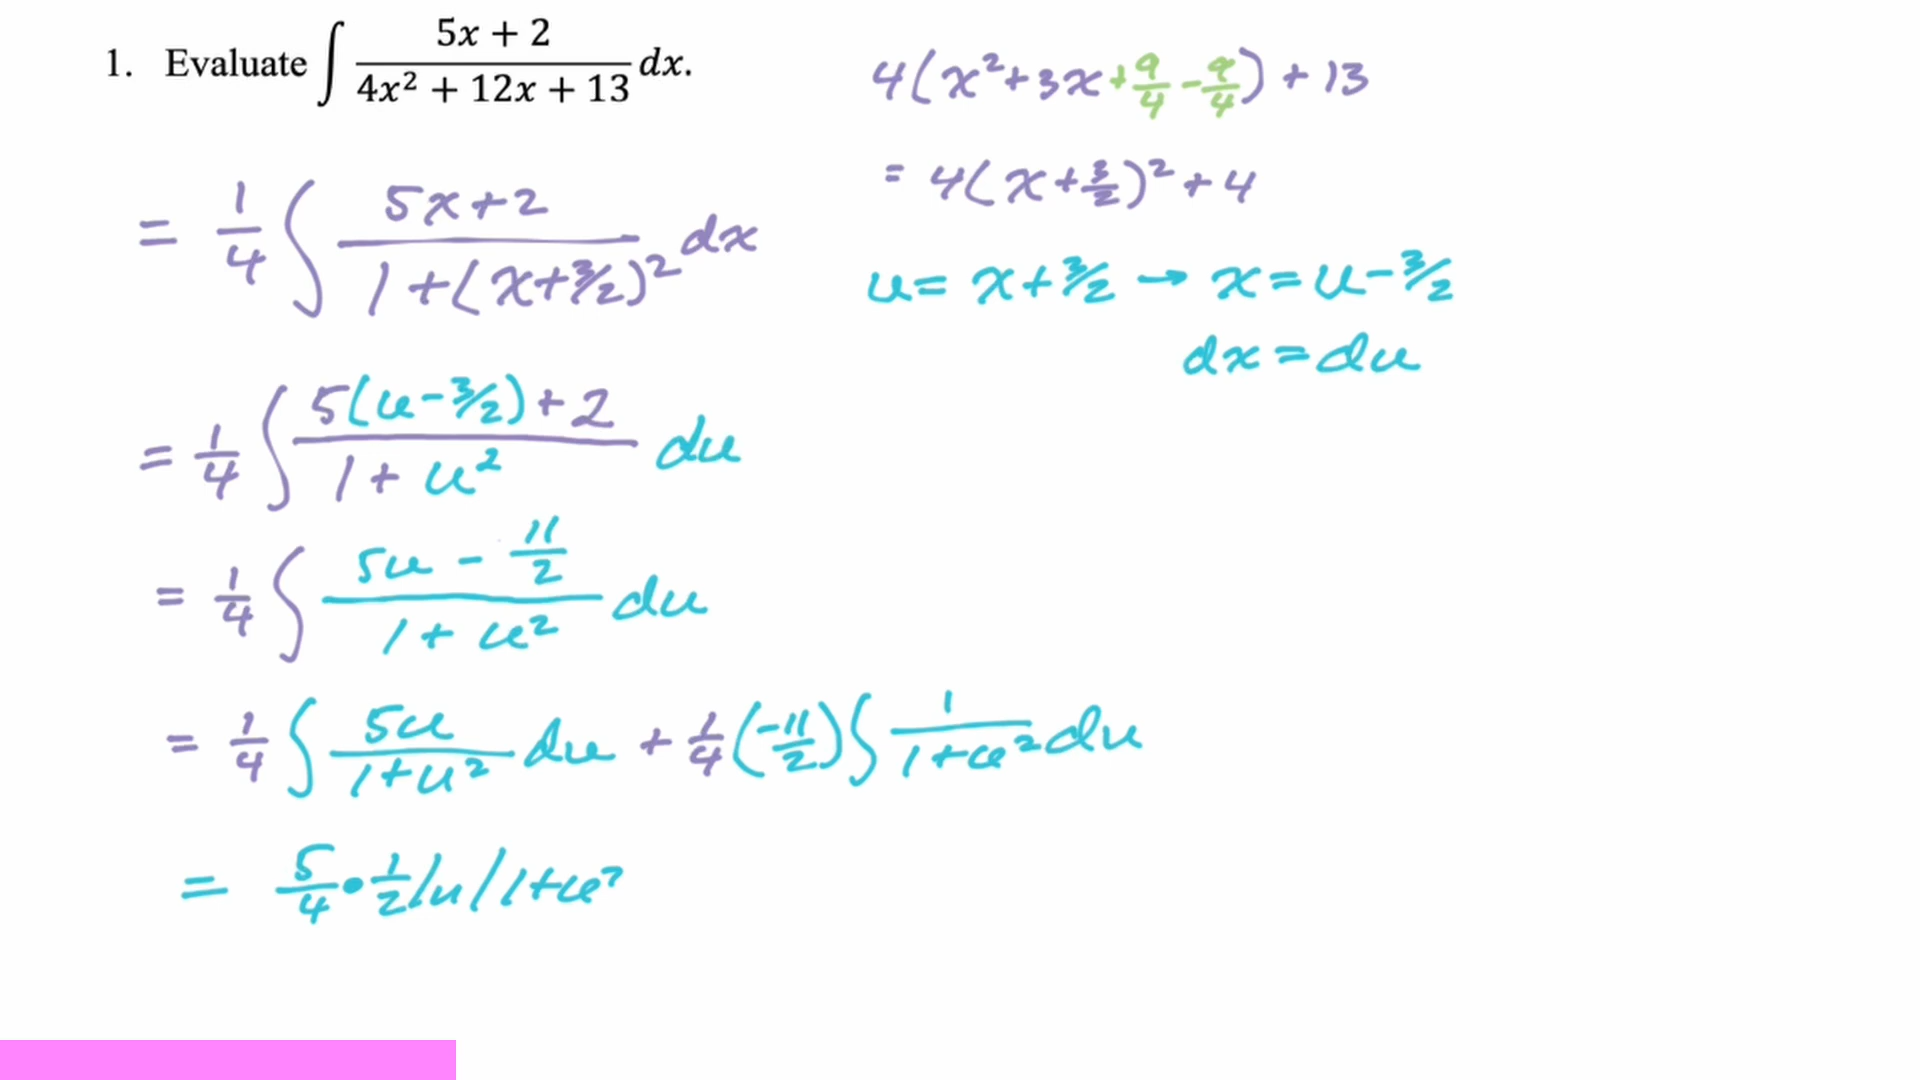 1. Evaluate ∫ (5x + 2)/(4x² + 12x + 13) dx.
4(x² + 3x + 9/4 - 9/4) + 13
= 4(x + 3/2)² + 4
= 1/4 ∫ (5x + 2)/(1 + (x + 3/2)²) dx
u = x + 3/2 → x = u - 3/2
dx = du
= 1/4 ∫ (5(u - 3/2) + 2)/(1 + u²) du
= 1/4 ∫ (5u - 11/2)/(1 + u²) du
= 1/4 ∫ 5u/(1 + u²) du + 1/4 (-11/2) ∫ 1/(1 + u²) du
= 5/4 • 1/2 ln|1 + u²